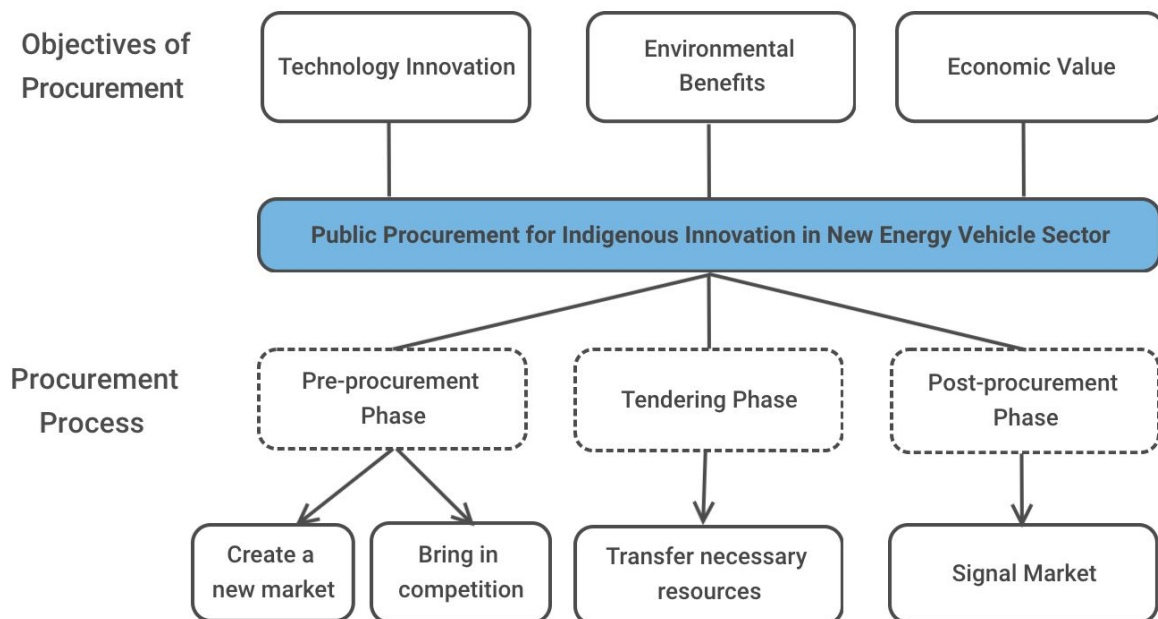 Objectives of
Procurement
Technology Innovation
Environmental
Benefits
Economic Value
Public Procurement for Indigenous Innovation in New Energy Vehicle Sector
Procurement
Process
Pre-procurement
Phase
Tendering Phase
Post-procurement
Phase
Create a
new market
Bring in
competition
Transfer necessary
resources
Signal Market